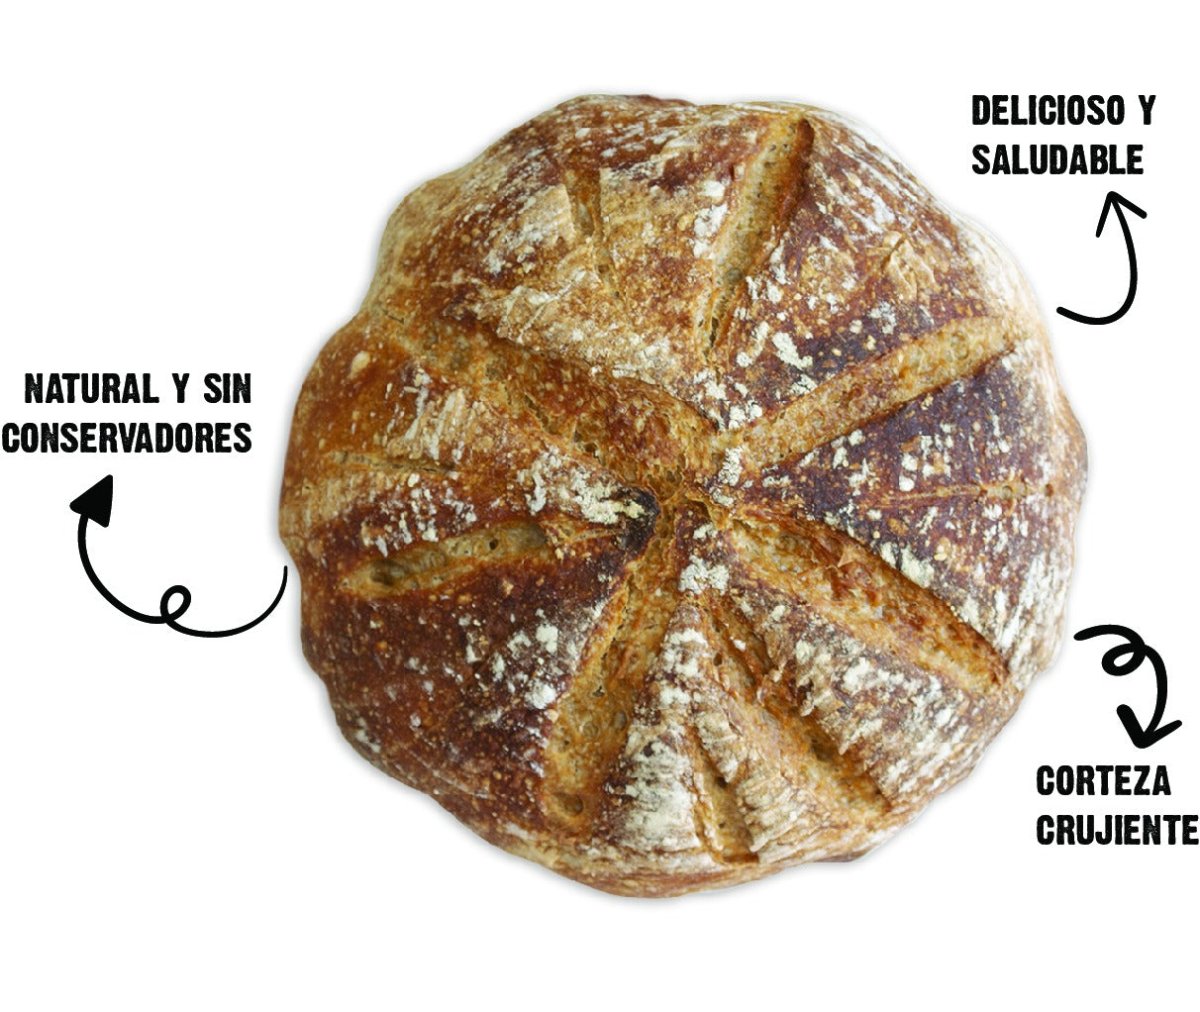 DELICIOSO Y
SALUDABLE
NATURAL Y SIN
CONSERVADORES
CORTEZA
CRUJIENTE